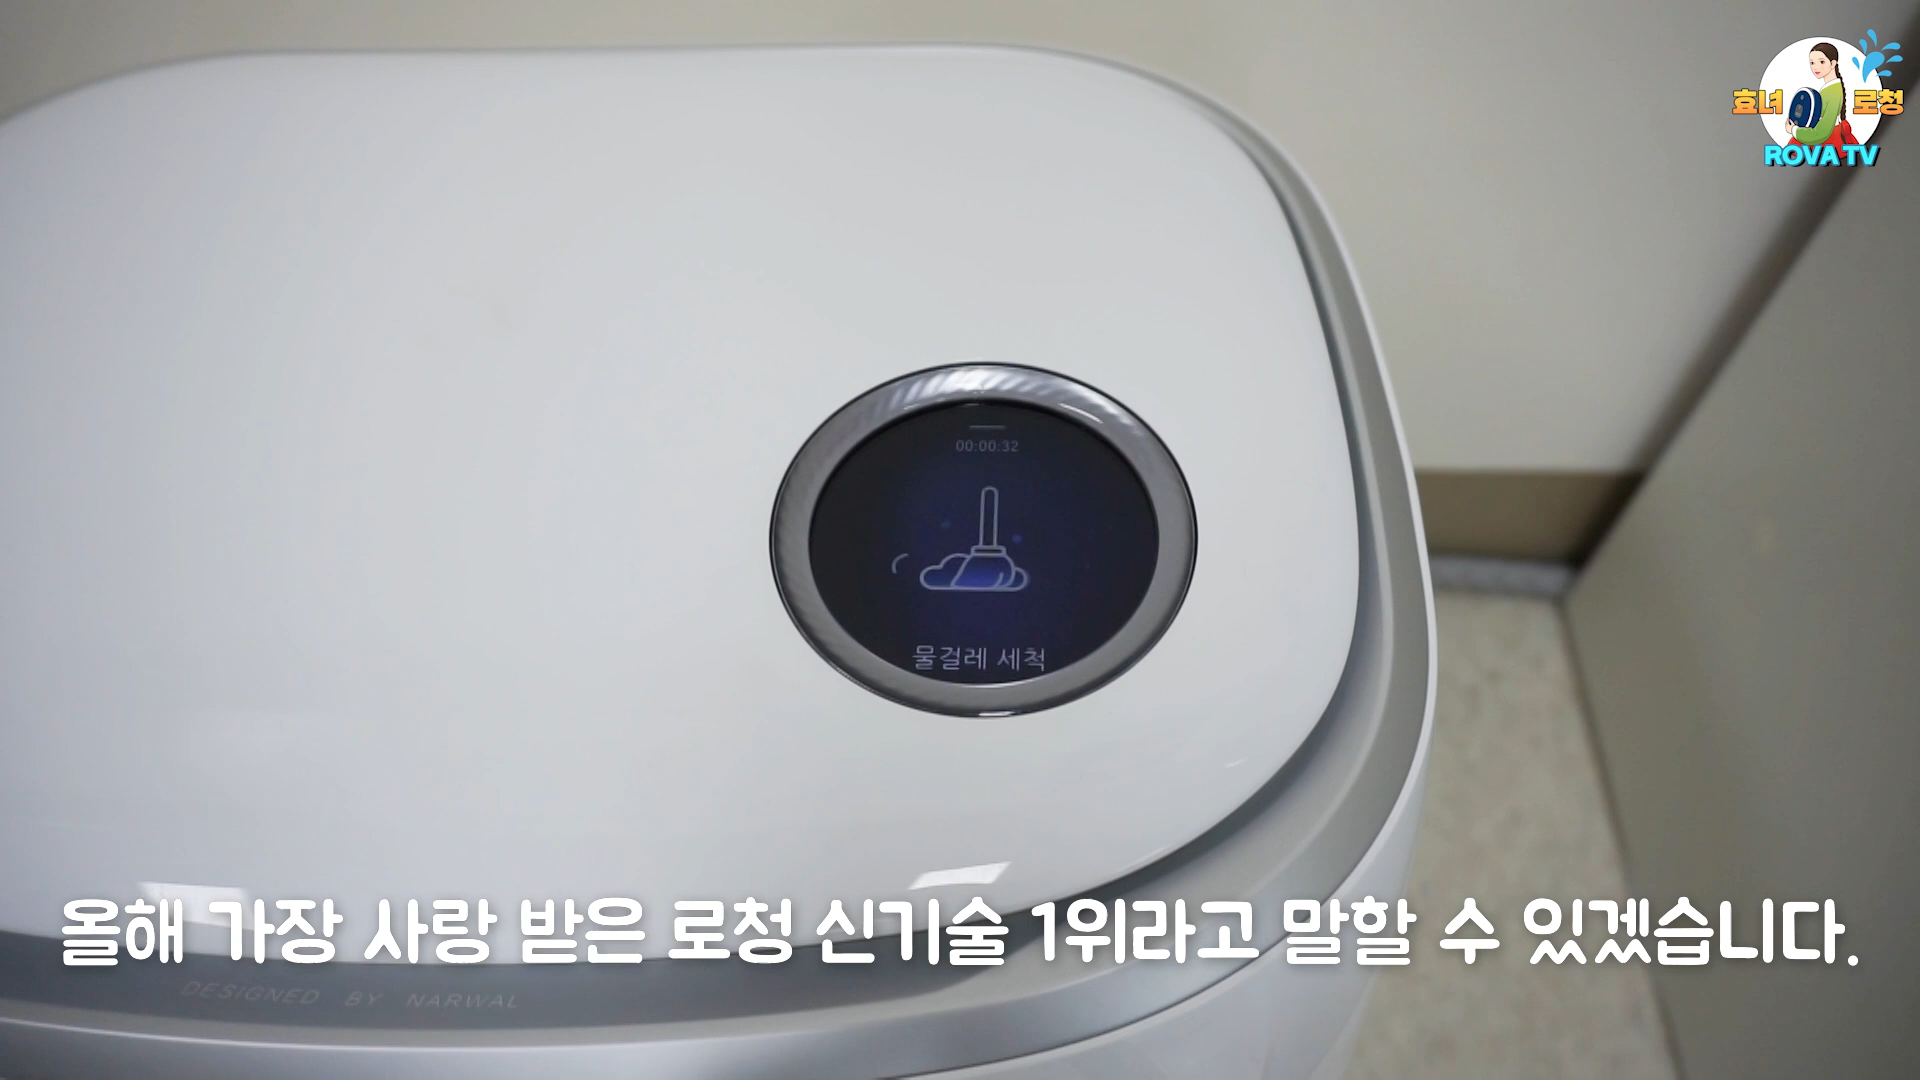 효녀 로청
ROVA TV
00:00:32
물걸레 세척
올해 가장 사랑 받은 로청 신기술 1위라고 말할 수 있겠습니다.
DESIGNED BY NARWAL